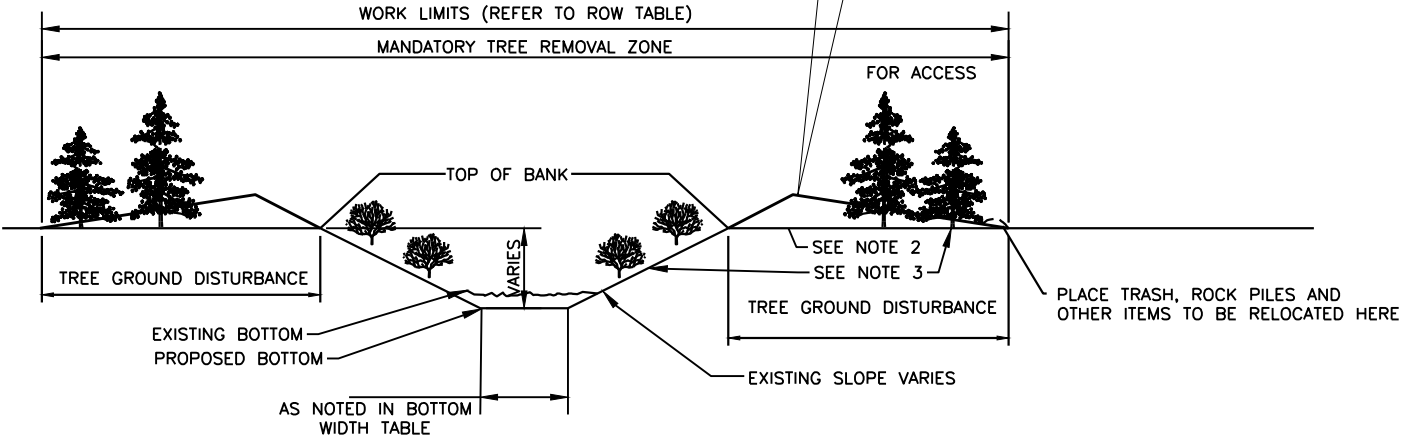 WORK LIMITS (REFER TO ROW TABLE)
MANDATORY TREE REMOVAL ZONE
FOR ACCESS
TOP OF BANK
VARIES
SEE NOTE 2
SEE NOTE 3
TREE GROUND DISTURBANCE
TREE GROUND DISTURBANCE
PLACE TRASH, ROCK PILES AND
OTHER ITEMS TO BE RELOCATED HERE
EXISTING BOTTOM
PROPOSED BOTTOM
EXISTING SLOPE VARIES
AS NOTED IN BOTTOM
WIDTH TABLE